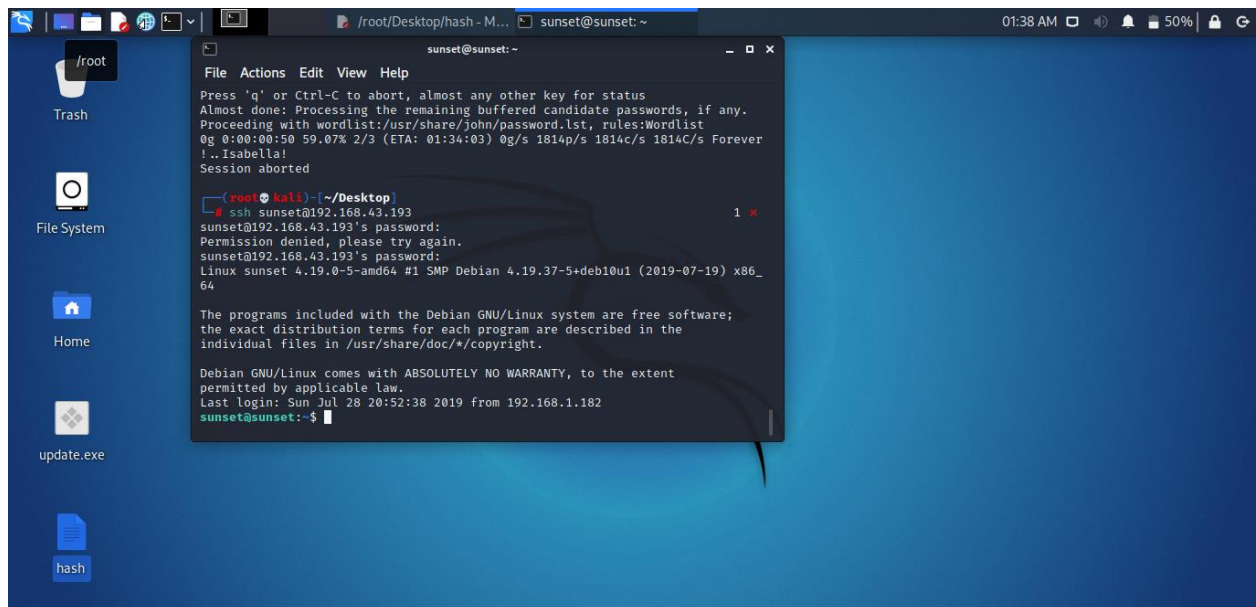 /root/Desktop/hash - M...
sunset@sunset: ~
01:38 AM
50%
/root
Trash
File System
Home
update.exe
hash
sunset@sunset: ~
File Actions Edit View Help
Press 'q' or Ctrl-C to abort, almost any other key for status
Almost done: Processing the remaining buffered candidate passwords, if any.
Proceeding with wordlist:/usr/share/john/password.lst, rules:Wordlist
0g 0:00:00:50 59.07% 2/3 (ETA: 01:34:03) 0g/s 1814p/s 1814c/s 1814C/s Forever
!..Isabella!
Session aborted
(root💀kali)-[~/Desktop]
# ssh sunset@192.168.43.193 1 ⨯
sunset@192.168.43.193's password:
Permission denied, please try again.
sunset@192.168.43.193's password:
Linux sunset 4.19.0-5-amd64 #1 SMP Debian 4.19.37-5+deb10u1 (2019-07-19) x86_
64
The programs included with the Debian GNU/Linux system are free software;
the exact distribution terms for each program are described in the
individual files in /usr/share/doc/*/copyright.
Debian GNU/Linux comes with ABSOLUTELY NO WARRANTY, to the extent
permitted by applicable law.
Last login: Sun Jul 28 20:52:38 2019 from 192.168.1.182
sunset@sunset:~$